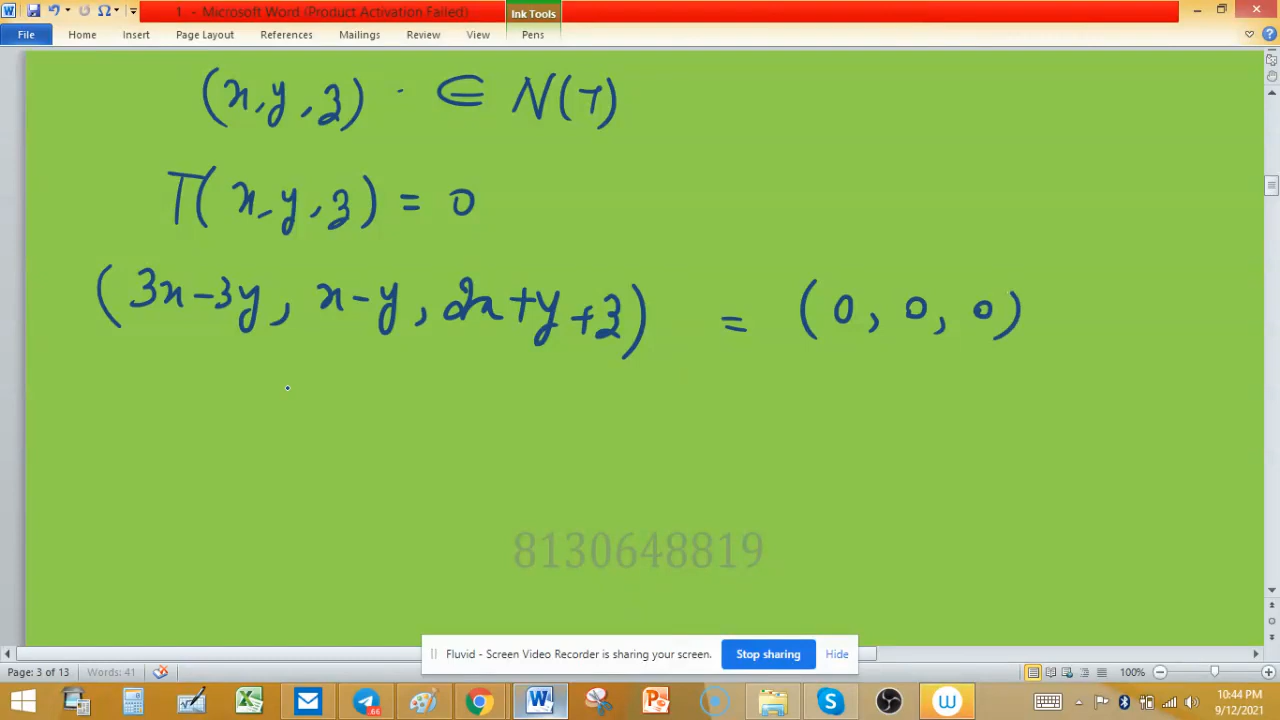 1 - Microsoft Word (Product Activation Failed)
Ink Tools
File Home Insert Page Layout References Mailings Review View Pens
(x, y, z) ∈ N(T)
T(x, y, z) = 0
(3x-3y, x-y, 2x+y+z) = (0, 0, 0)
8130648819
Fluvid - Screen Video Recorder is sharing your screen. Stop sharing Hide
Page: 3 of 13 Words: 41 100%
66
10:44 PM
9/12/2021